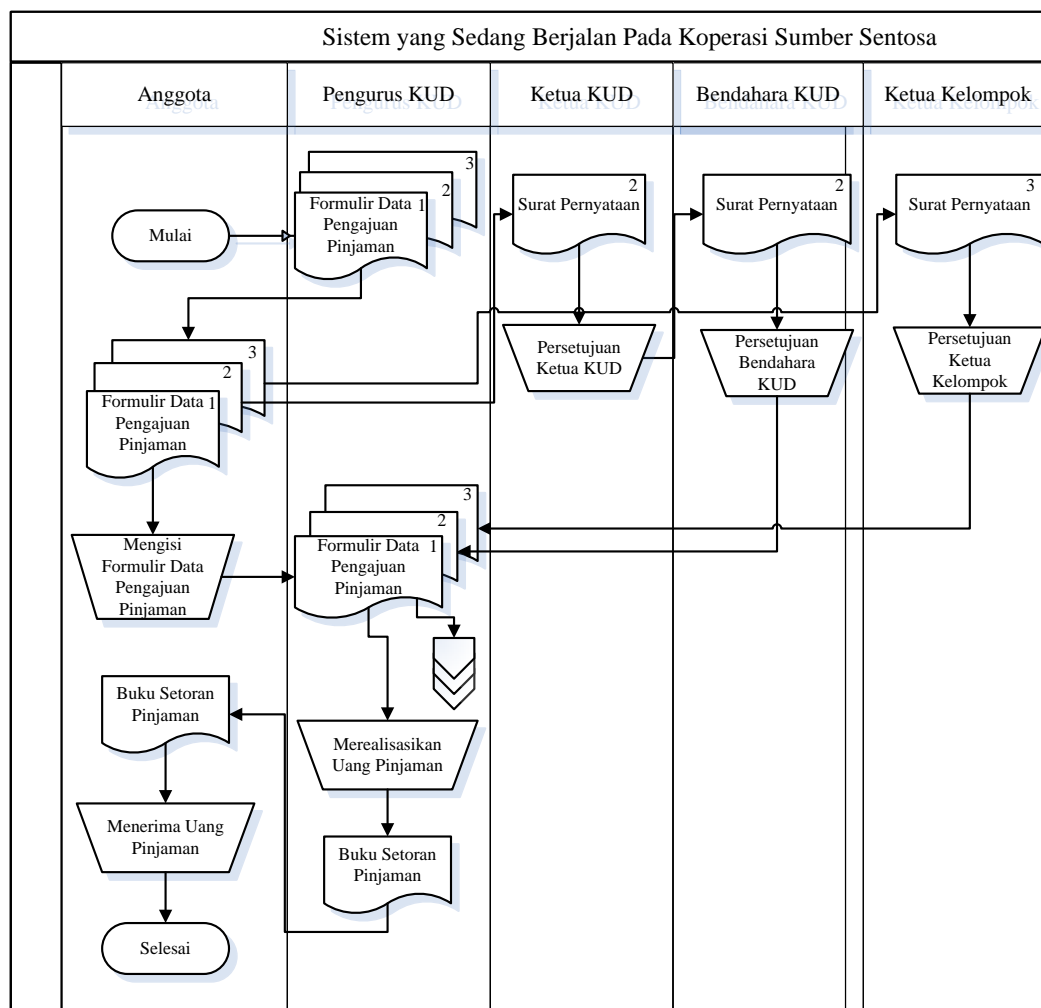 Sistem yang Sedang Berjalan Pada Koperasi Sumber Sentosa
Anggota
Pengurus KUD
Ketua KUD
Bendahara KUD
Ketua Kelompok
Mulai
3
2
1
Formulir Data
Pengajuan
Pinjaman
2
Surat Pernyataan
2
Surat Pernyataan
3
Surat Pernyataan
Persetujuan
Ketua KUD
Persetujuan
Bendahara
KUD
Persetujuan
Ketua
Kelompok
3
2
1
Formulir Data
Pengajuan
Pinjaman
Mengisi
Formulir Data
Pengajuan
Pinjaman
3
2
1
Formulir Data
Pengajuan
Pinjaman
Buku Setoran
Pinjaman
Merealisasikan
Uang Pinjaman
Menerima Uang
Pinjaman
Buku Setoran
Pinjaman
Selesai